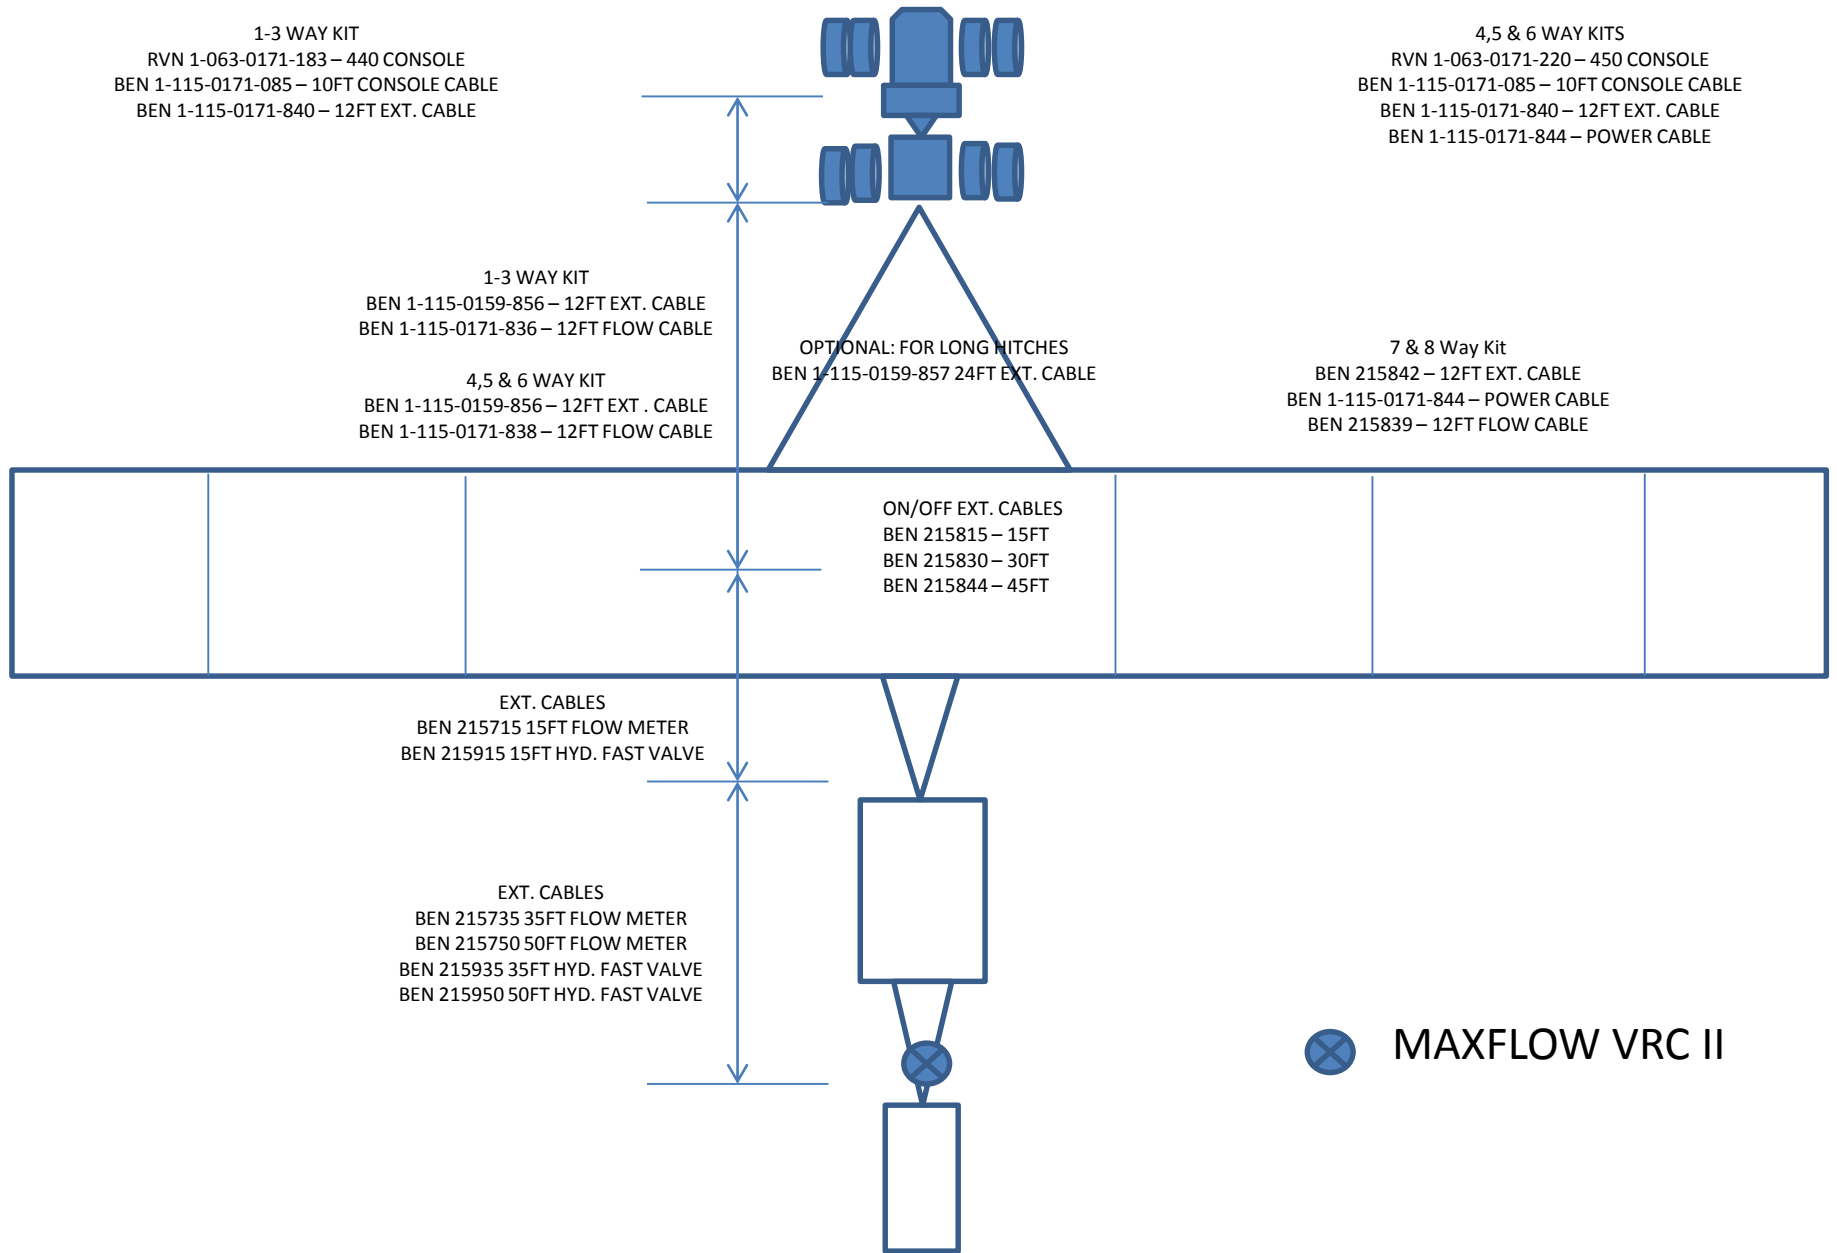 1-3 WAY KIT
RVN 1-063-0171-183 – 440 CONSOLE
BEN 1-115-0171-085 – 10FT CONSOLE CABLE
BEN 1-115-0171-840 – 12FT EXT. CABLE
4,5 & 6 WAY KITS
RVN 1-063-0171-220 – 450 CONSOLE
BEN 1-115-0171-085 – 10FT CONSOLE CABLE
BEN 1-115-0171-840 – 12FT EXT. CABLE
BEN 1-115-0171-844 – POWER CABLE
1-3 WAY KIT
BEN 1-115-0159-856 – 12FT EXT. CABLE
BEN 1-115-0171-836 – 12FT FLOW CABLE
4,5 & 6 WAY KIT
BEN 1-115-0159-856 – 12FT EXT . CABLE
BEN 1-115-0171-838 – 12FT FLOW CABLE
OPTIONAL: FOR LONG HITCHES
BEN 1-115-0159-857 24FT EXT. CABLE
7 & 8 Way Kit
BEN 215842 – 12FT EXT. CABLE
BEN 1-115-0171-844 – POWER CABLE
BEN 215839 – 12FT FLOW CABLE
ON/OFF EXT. CABLES
BEN 215815 – 15FT
BEN 215830 – 30FT
BEN 215844 – 45FT
EXT. CABLES
BEN 215715 15FT FLOW METER
BEN 215915 15FT HYD. FAST VALVE
EXT. CABLES
BEN 215735 35FT FLOW METER
BEN 215750 50FT FLOW METER
BEN 215935 35FT HYD. FAST VALVE
BEN 215950 50FT HYD. FAST VALVE
MAXFLOW VRC II